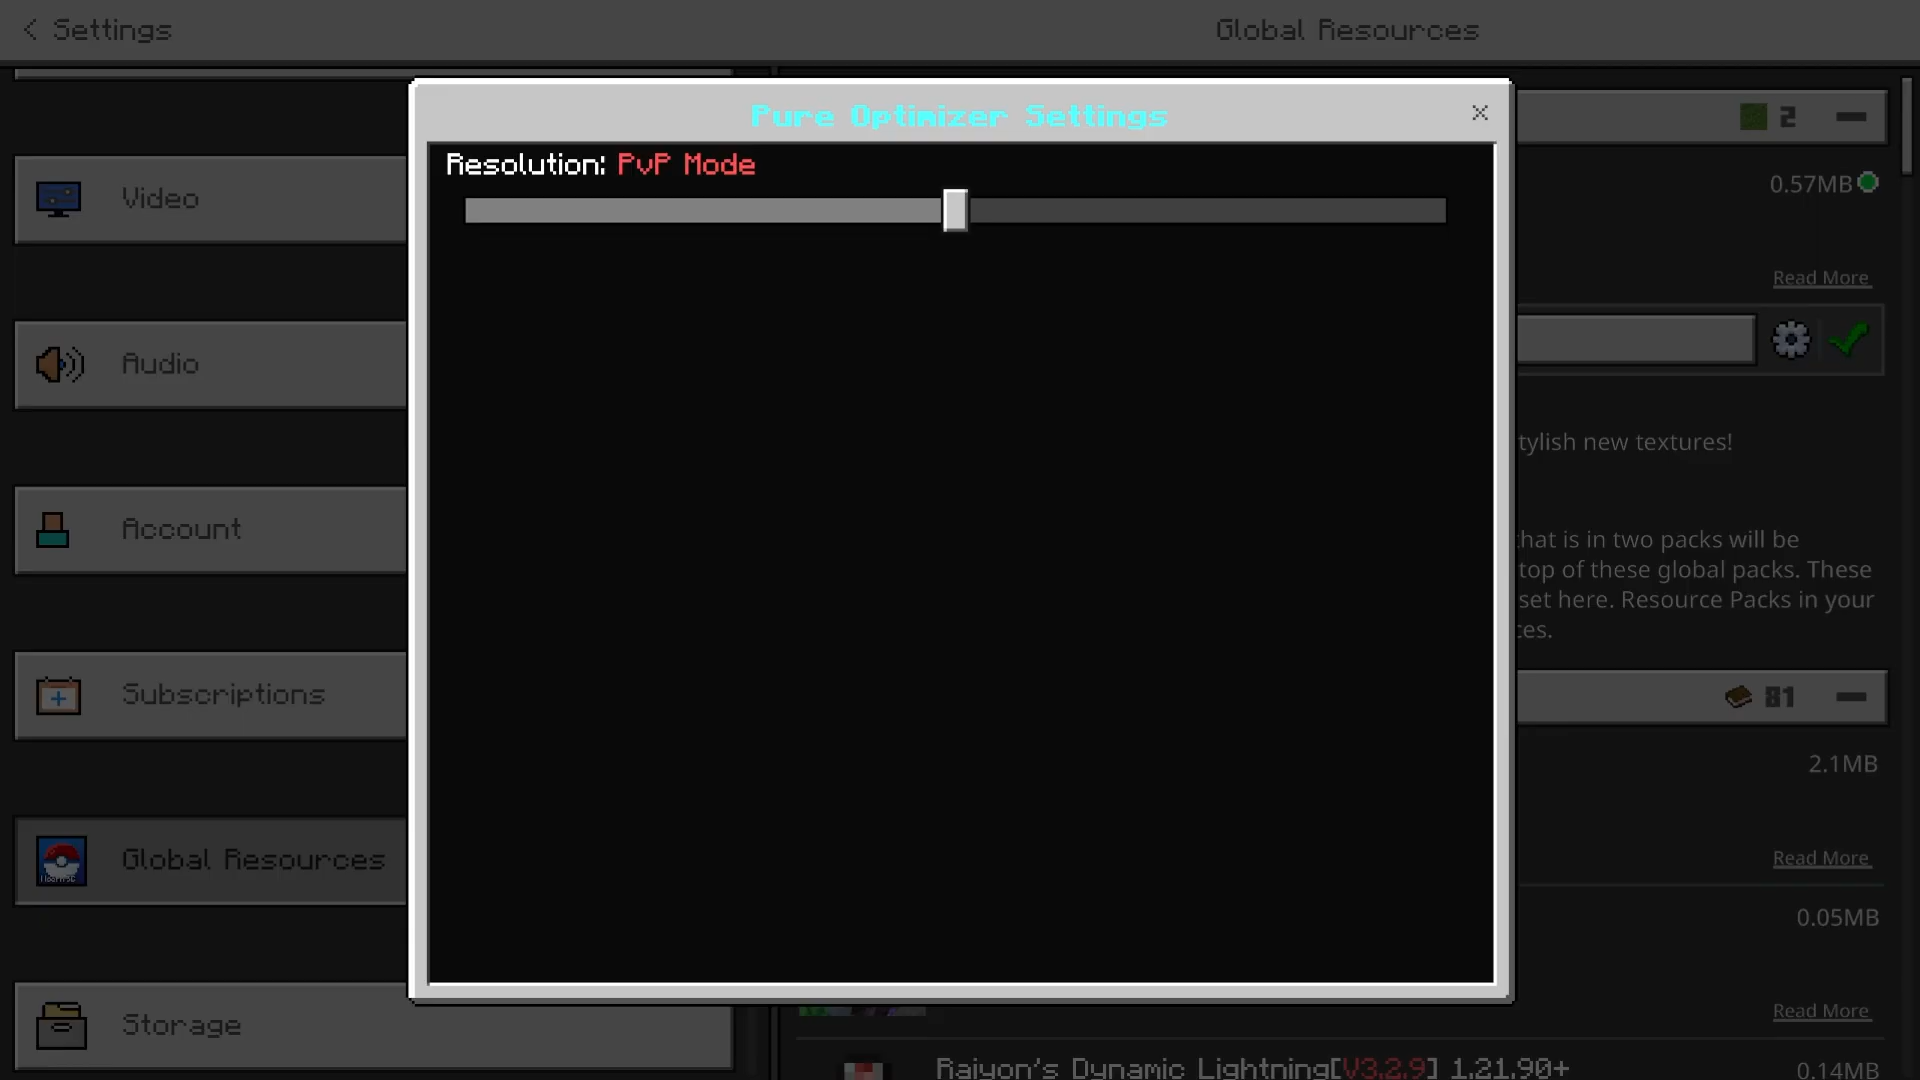 Settings
Global Resources
Pure Optimizer Settings
2
Resolution: PvP Mode
Video
0.57MB
Read More
Audio
tylish new textures!
Account
that is in two packs will be
top of these global packs. These
set here. Resource Packs in your
ces.
Subscriptions
81
2.1MB
Global Resources
Read More
0.05MB
Storage
Read More
Raiyon's Dynamic Lightning[V3.2.9] 1.21.90+
0.14MB